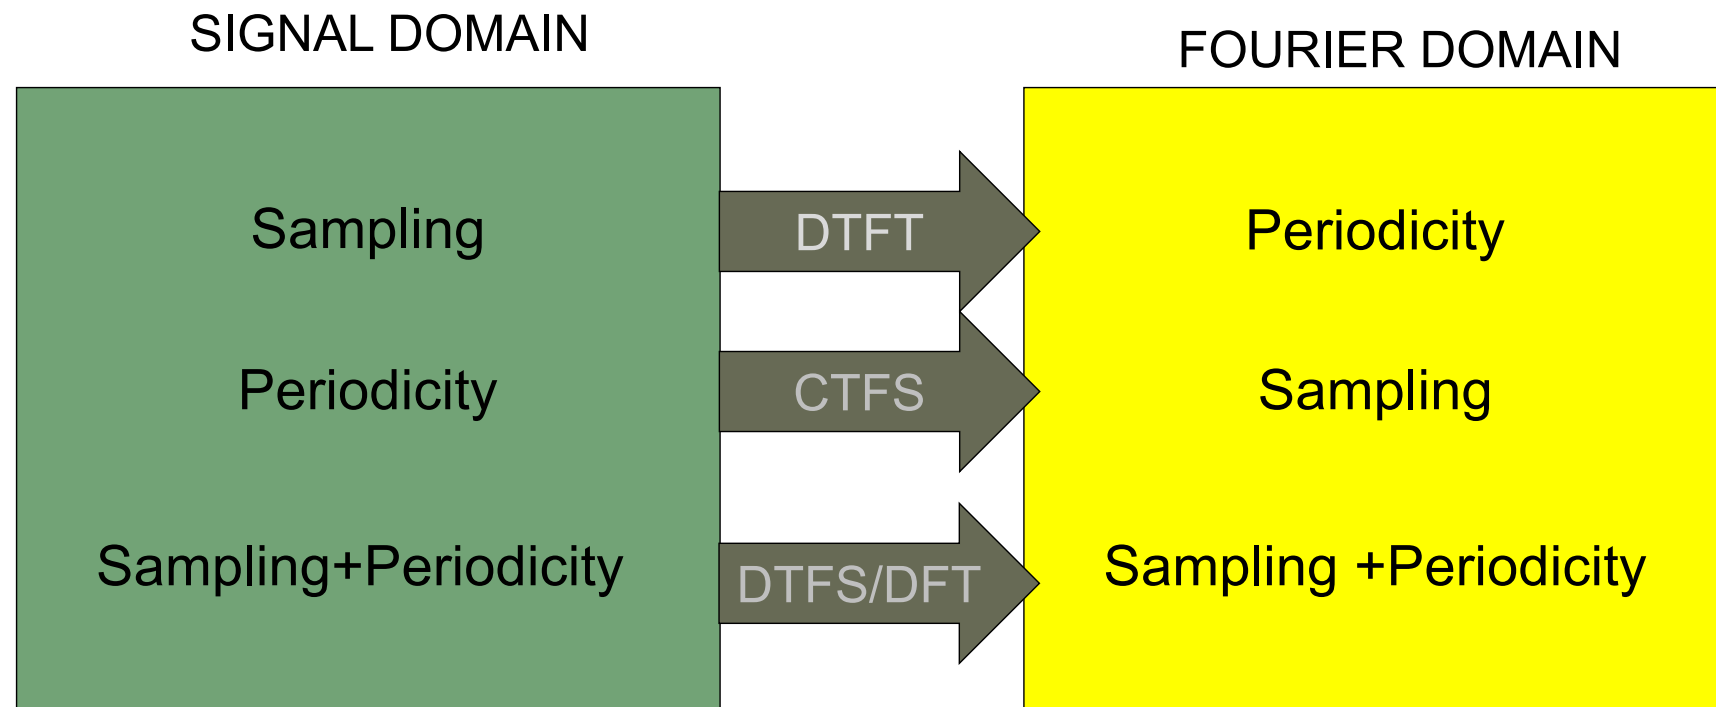 SIGNAL DOMAIN
FOURIER DOMAIN
Sampling
DTFT
Periodicity
Periodicity
CTFS
Sampling
Sampling+Periodicity
DTFS/DFT
Sampling +Periodicity